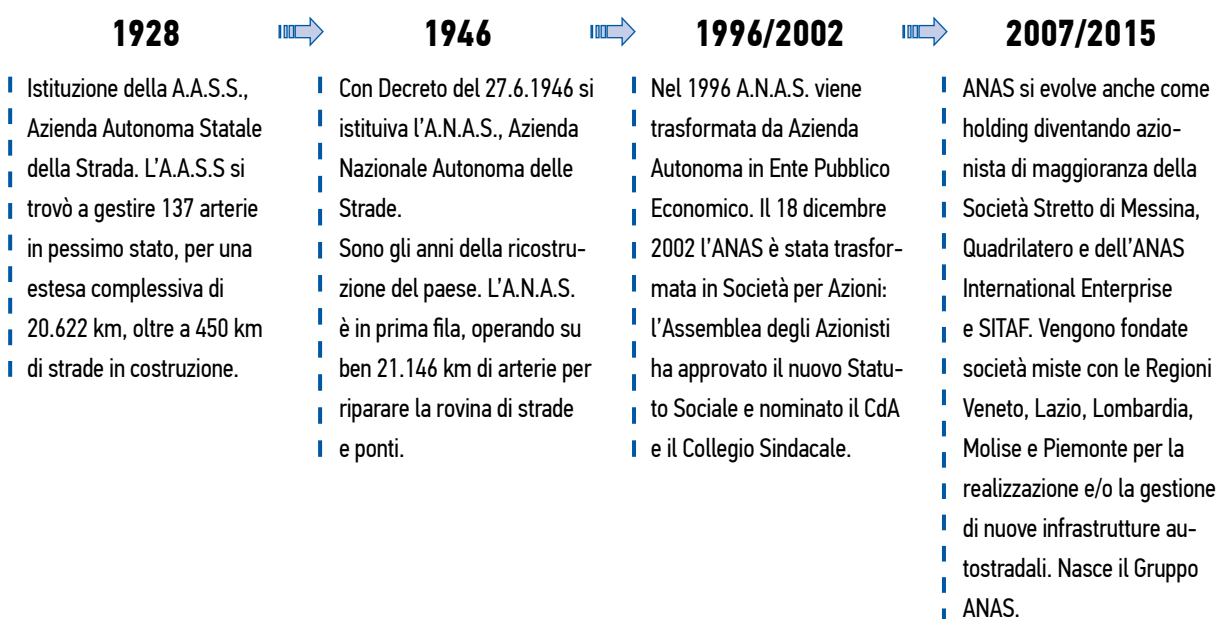 1928
Istituzione della A.A.S.S.,
Azienda Autonoma Statale
della Strada. L'A.A.S.S si
trovò a gestire 137 arterie
in pessimo stato, per una
estesa complessiva di
20.622 km, oltre a 450 km
di strade in costruzione.
1946
Con Decreto del 27.6.1946 si
istituiva l'A.N.A.S., Azienda
Nazionale Autonoma delle
Strade.
Sono gli anni della ricostru-
zione del paese. L'A.N.A.S.
è in prima fila, operando su
ben 21.146 km di arterie per
riparare la rovina di strade
e ponti.
1996/2002
Nel 1996 A.N.A.S. viene
trasformata da Azienda
Autonoma in Ente Pubblico
Economico. Il 18 dicembre
2002 l'ANAS è stata trasfor-
mata in Società per Azioni:
l'Assemblea degli Azionisti
ha approvato il nuovo Statu-
to Sociale e nominato il CdA
e il Collegio Sindacale.
2007/2015
ANAS si evolve anche come
holding diventando azio-
nista di maggioranza della
Società Stretto di Messina,
Quadrilatero e dell'ANAS
International Enterprise
e SITAF. Vengono fondate
società miste con le Regioni
Veneto, Lazio, Lombardia,
Molise e Piemonte per la
realizzazione e/o la gestione
di nuove infrastrutture au-
tostradali. Nasce il Gruppo
ANAS.